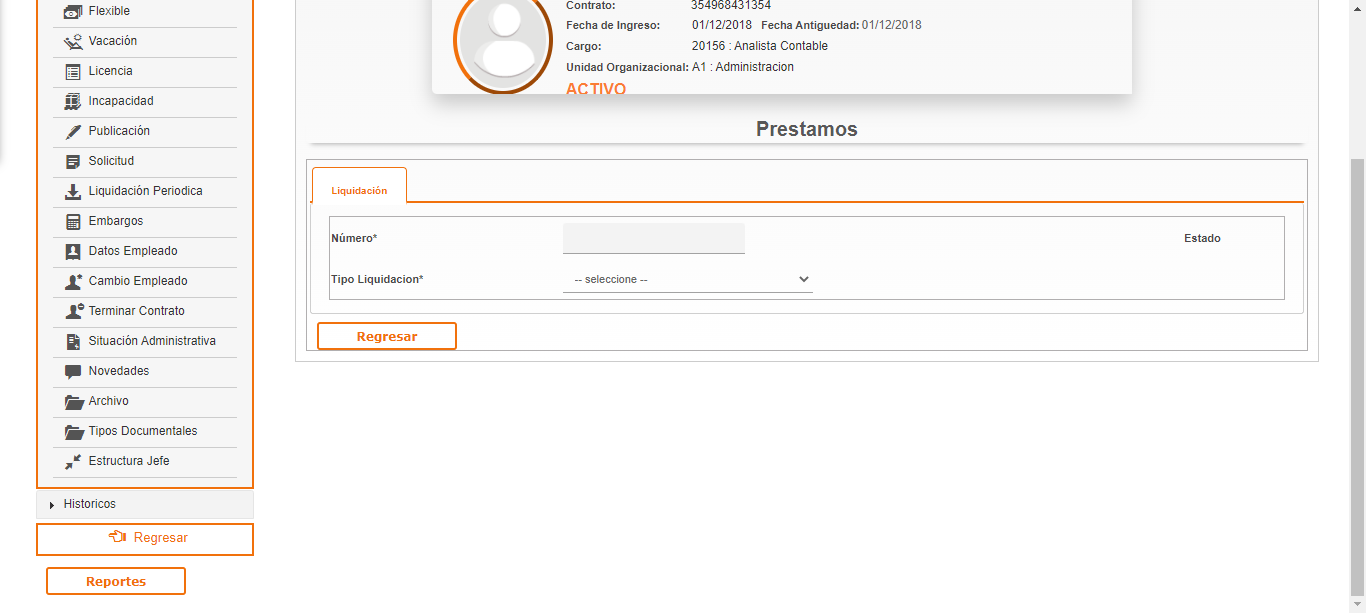 Flexible
Vacación
Licencia
Incapacidad
Publicación
Solicitud
Liquidación Periodica
Embargos
Datos Empleado
Cambio Empleado
Terminar Contrato
Situación Administrativa
Novedades
Archivo
Tipos Documentales
Estructura Jefe
Historicos
Regresar
Reportes
Contrato: 354968431354
Fecha de Ingreso: 01/12/2018 Fecha Antiguedad: 01/12/2018
Cargo: 20156 : Analista Contable
Unidad Organizacional: A1 : Administracion
ACTIVO
Prestamos
Liquidación
Número* Estado
Tipo Liquidacion* -- seleccione --
Regresar